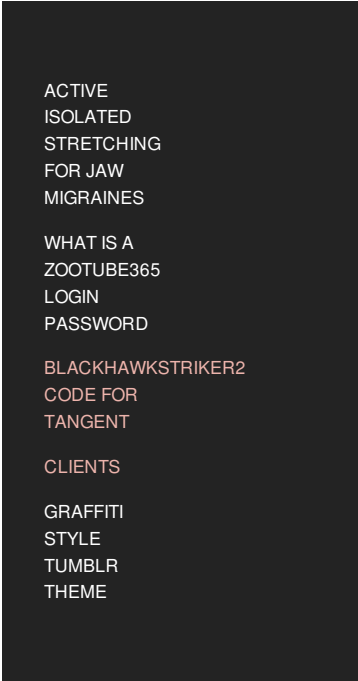 ACTIVE
ISOLATED
STRETCHING
FOR JAW
MIGRAINES
WHAT IS A
ZOOTUBE365
LOGIN
PASSWORD
BLACKHAWKSTRIKER2
CODE FOR
TANGENT
CLIENTS
GRAFFITI
STYLE
TUMBLR
THEME